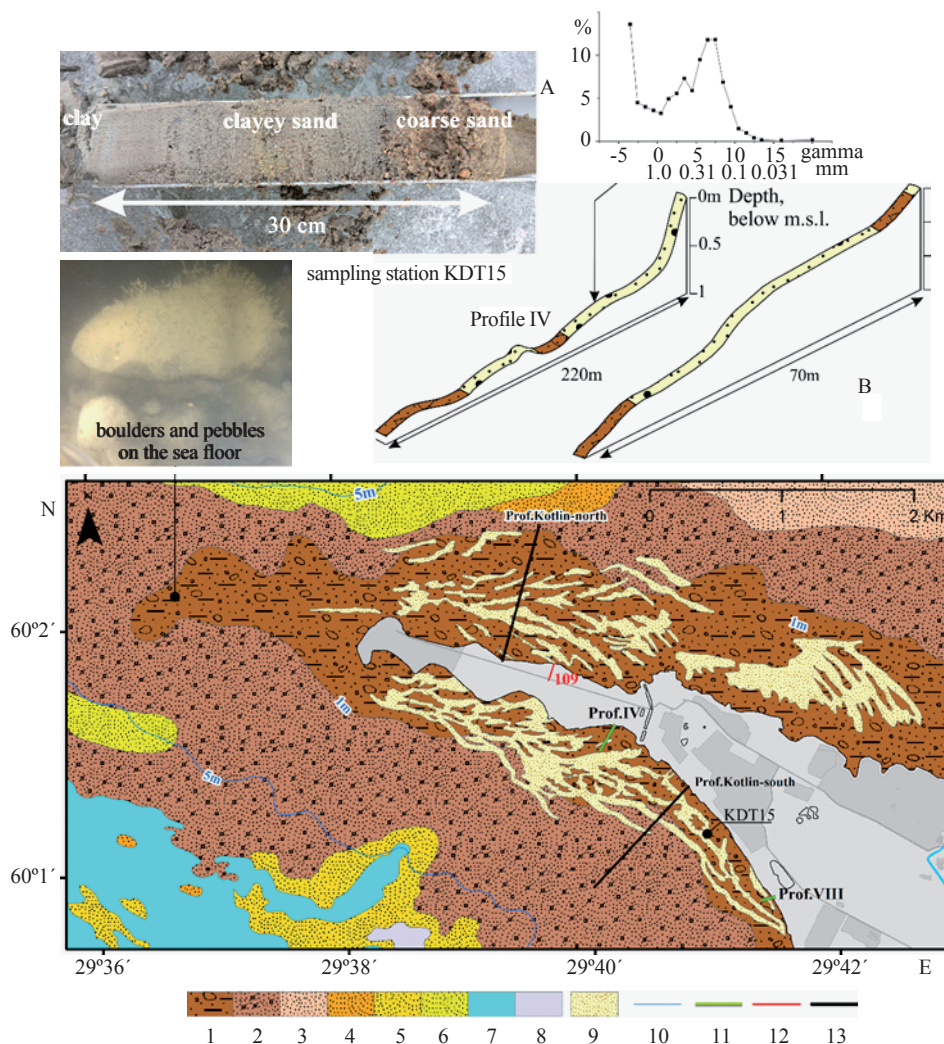 clay
clayey sand
coarse sand
30 cm
%
10
5
0
A
-5 0 5 10 15 gamma
1.0 0.31 0.1 0.031 mm
sampling station KDT15
boulders and pebbles
on the sea floor
0m
Depth,
below m.s.l.
0.5
1
Profile IV
220m
70m
B
N
5m
Prof.Kotlin-north
0 1 2 Km
60º2′
1m
109
1m
Prof.IV
5m
Prof.Kotlin-south
KDT15
60º1′
Prof.VIII
29º36′ 29º38′ 29º40′ 29º42′ E
1 2 3 4 5 6 7 8 9 10 11 12 13